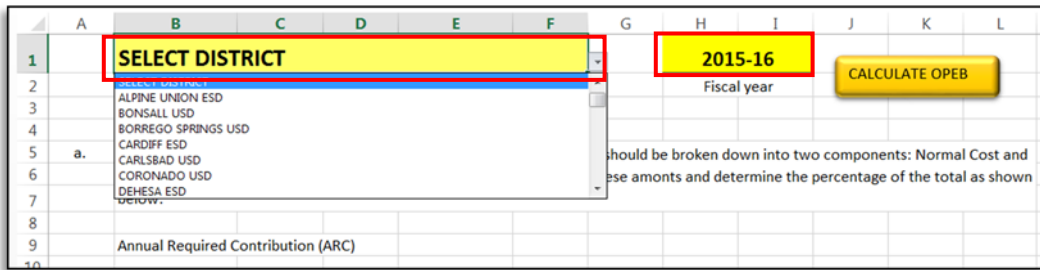 A B C D E F G H I J K L
1 SELECT DISTRICT 2015-16
CALCULATE OPEB
2 SELECT DISTRICT Fiscal year
ALPINE UNION ESD
3 BONSALL USD
4 BORREGO SPRINGS USD
CARDIFF ESD
5 a. CARLSBAD USD should be broken down into two components: Normal Cost and
6 CORONADO USD ese amonts and determine the percentage of the total as shown
DEHESA ESD
7 below.
8
9 Annual Required Contribution (ARC)
10